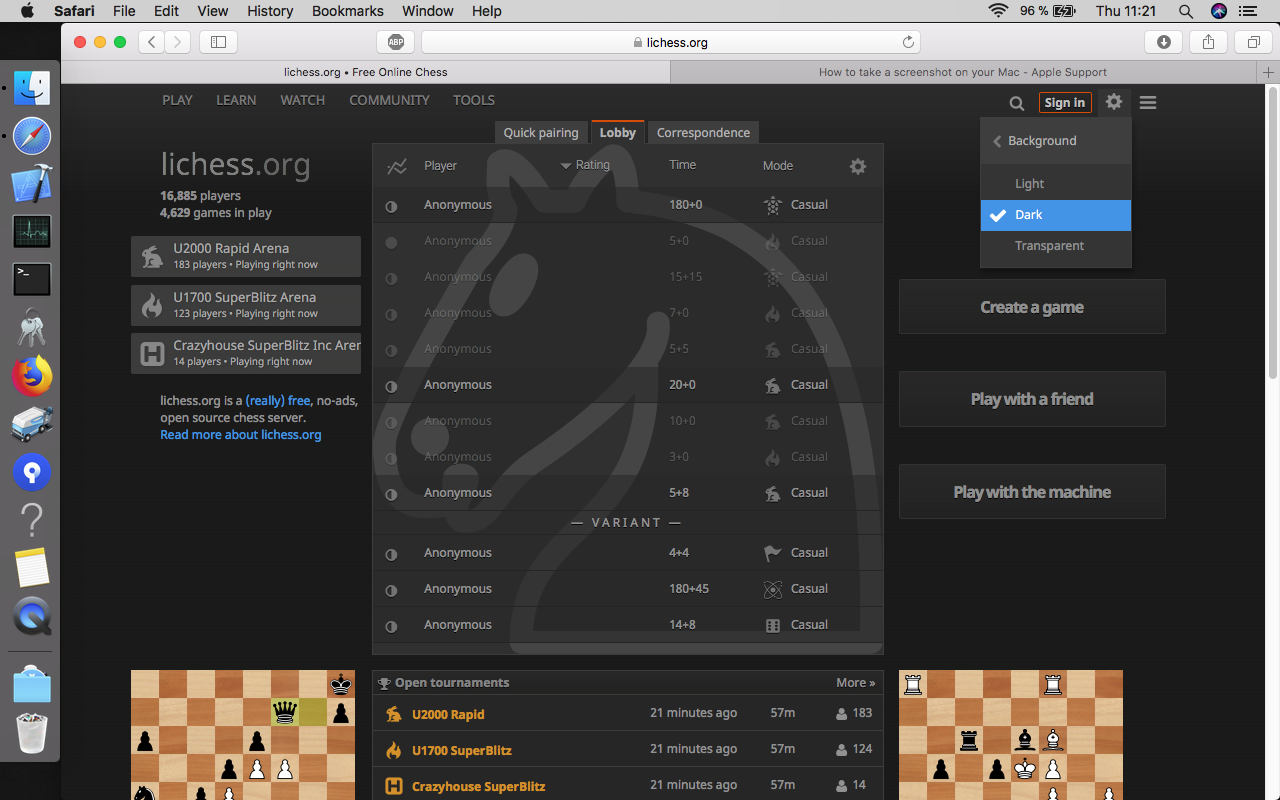 Safari File Edit View History Bookmarks Window Help 96 % Thu 11:21
ABP lichess.org
lichess.org • Free Online Chess How to take a screenshot on your Mac - Apple Support
PLAY LEARN WATCH COMMUNITY TOOLS Sign in
Quick pairing Lobby Correspondence
Background
Light
Dark
Transparent
lichess.org
16,885 players
4,629 games in play
U2000 Rapid Arena
183 players • Playing right now
U1700 SuperBlitz Arena
123 players • Playing right now
Crazyhouse SuperBlitz Inc Aren
14 players • Playing right now
lichess.org is a (really) free, no-ads,
open source chess server.
Read more about lichess.org
Player Rating Time Mode
Anonymous 180+0 Casual
Anonymous 5+0 Casual
Anonymous 15+15 Casual
Anonymous 7+0 Casual
Anonymous 5+5 Casual
Anonymous 20+0 Casual
Anonymous 10+0 Casual
Anonymous 3+0 Casual
Anonymous 5+8 Casual
— VARIANT —
Anonymous 4+4 Casual
Anonymous 180+45 Casual
Anonymous 14+8 Casual
Create a game
Play with a friend
Play with the machine
Open tournaments More »
U2000 Rapid 21 minutes ago 57m 183
U1700 SuperBlitz 21 minutes ago 57m 124
Crazyhouse SuperBlitz 21 minutes ago 57m 14